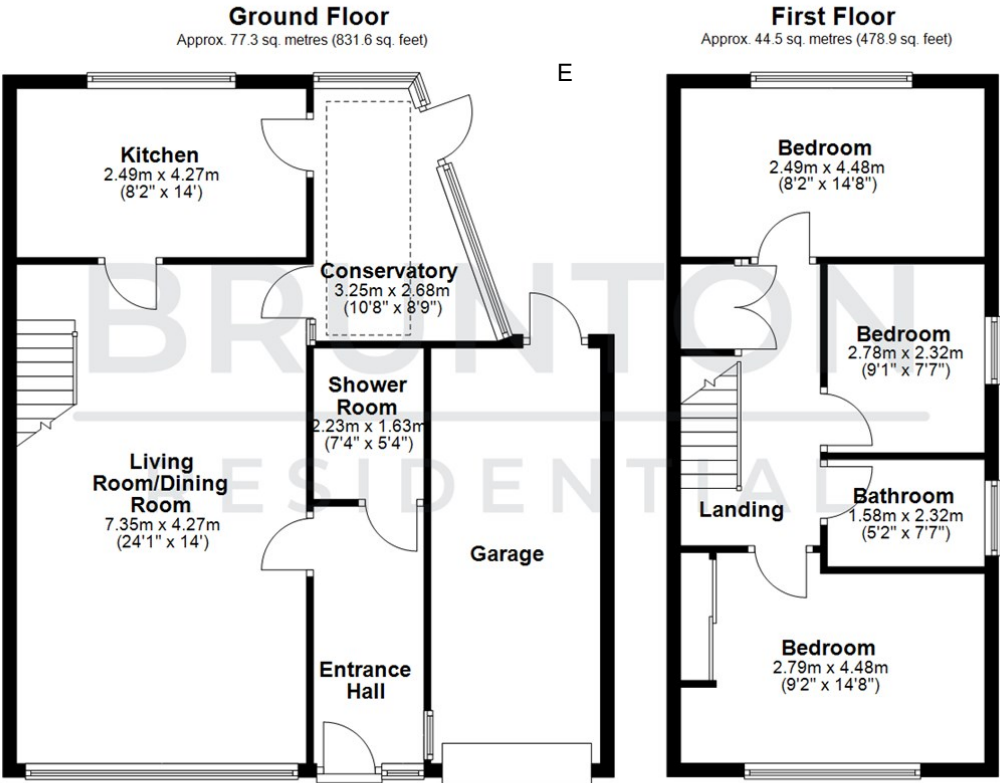 Ground Floor
Approx. 77.3 sq. metres (831.6 sq. feet)
First Floor
Approx. 44.5 sq. metres (478.9 sq. feet)
E
Kitchen
2.49m x 4.27m
(8'2" x 14')
Bedroom
2.49m x 4.48m
(8'2" x 14'8")
Conservatory
3.25m x 2.68m
(10'8" x 8'9")
BRUNTON
RESIDENTIAL
Bedroom
2.78m x 2.32m
(9'1" x 7'7")
Shower
Room
2.23m x 1.63m
(7'4" x 5'4")
Living
Room/Dining
Room
7.35m x 4.27m
(24'1" x 14')
Landing
Bathroom
1.58m x 2.32m
(5'2" x 7'7")
Garage
Entrance
Hall
Bedroom
2.79m x 4.48m
(9'2" x 14'8")